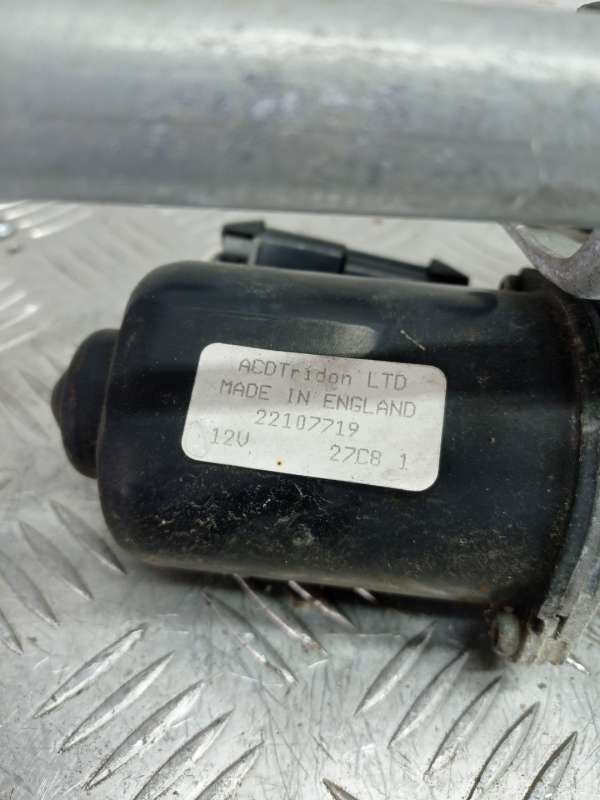 ACDTridon LTD
MADE IN ENGLAND
22107719
12V 27C8 1